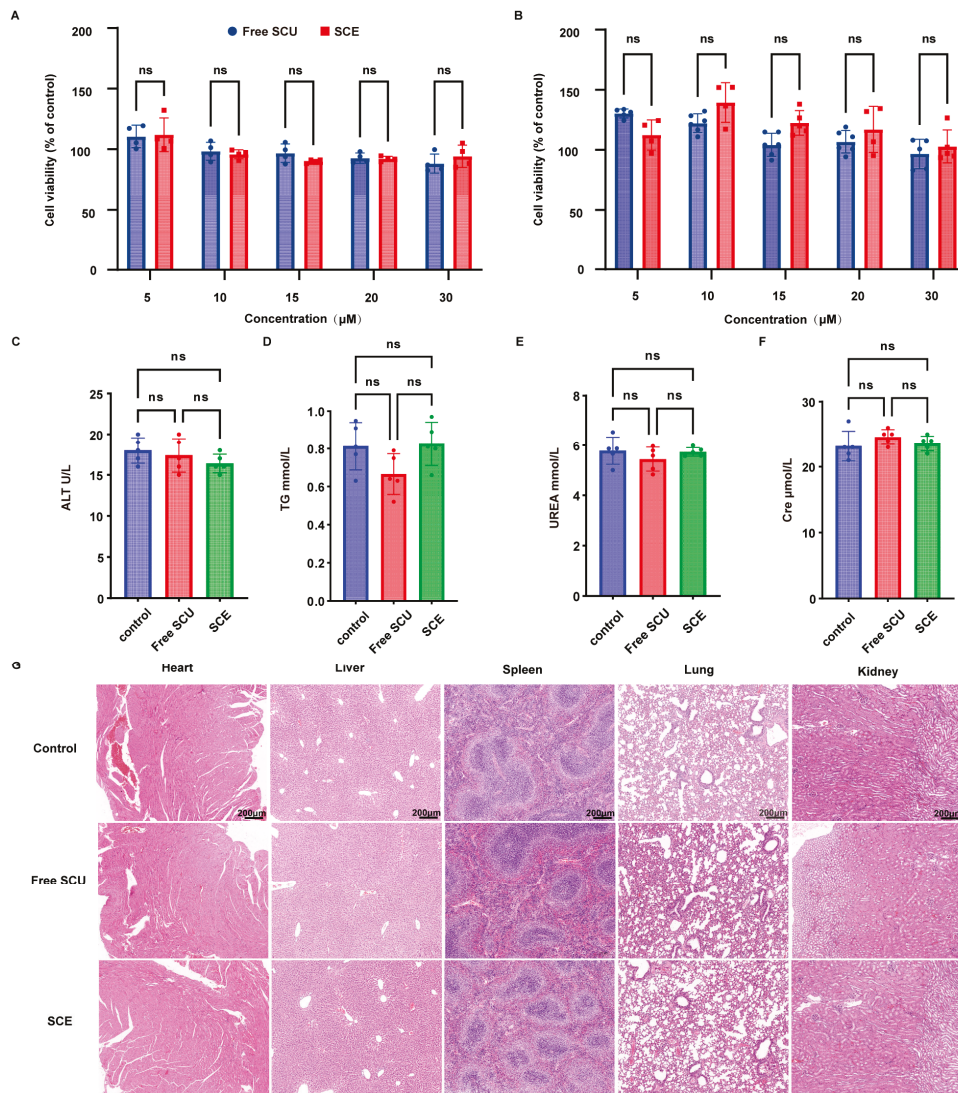 A
Free SCU
SCE
Cell viability (% of control)
200
150
100
50
0
ns
ns
ns
ns
ns
5
10
15
20
30
Concentration（μM）
B
Cell viability (% of control)
200
150
100
50
0
ns
ns
ns
ns
ns
5
10
15
20
30
Concentration（μM）
C
ALT U/L
25
20
15
10
5
0
ns
ns
ns
control
Free SCU
SCE
D
TG mmol/L
1.0
0.8
0.6
0.4
0.2
0.0
ns
ns
ns
control
Free SCU
SCE
E
UREA mmol/L
8
6
4
2
0
ns
ns
ns
control
Free SCU
SCE
F
Cre μmol/L
30
20
10
0
ns
ns
ns
control
Free SCU
SCE
G
Heart
Liver
Spleen
Lung
Kidney
Control
200μm
200μm
200μm
200μm
200μm
Free SCU
SCE